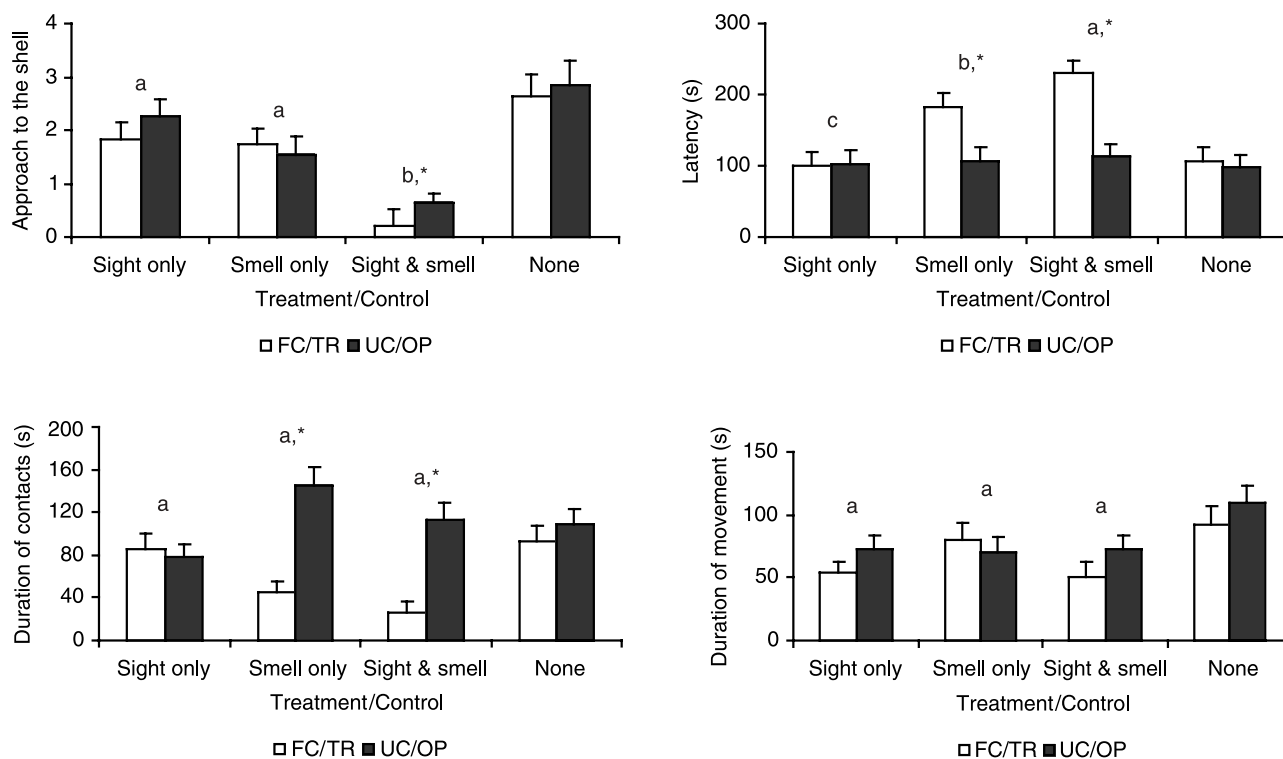 Approach to the shell
4
3
2
1
0
a
a
b,*
Sight only Smell only Sight & smell None
Treatment/Control
FC/TR UC/OP
Latency (s)
300
200
100
0
c
b,*
a,*
Sight only Smell only Sight & smell None
Treatment/Control
FC/TR UC/OP
Duration of contacts (s)
200
160
120
80
40
0
a
a,*
a,*
Sight only Smell only Sight & smell None
Treatment/Control
FC/TR UC/OP
Duration of movement (s)
150
100
50
0
a
a
a
Sight only Smell only Sight & smell None
Treatment/Control
FC/TR UC/OP